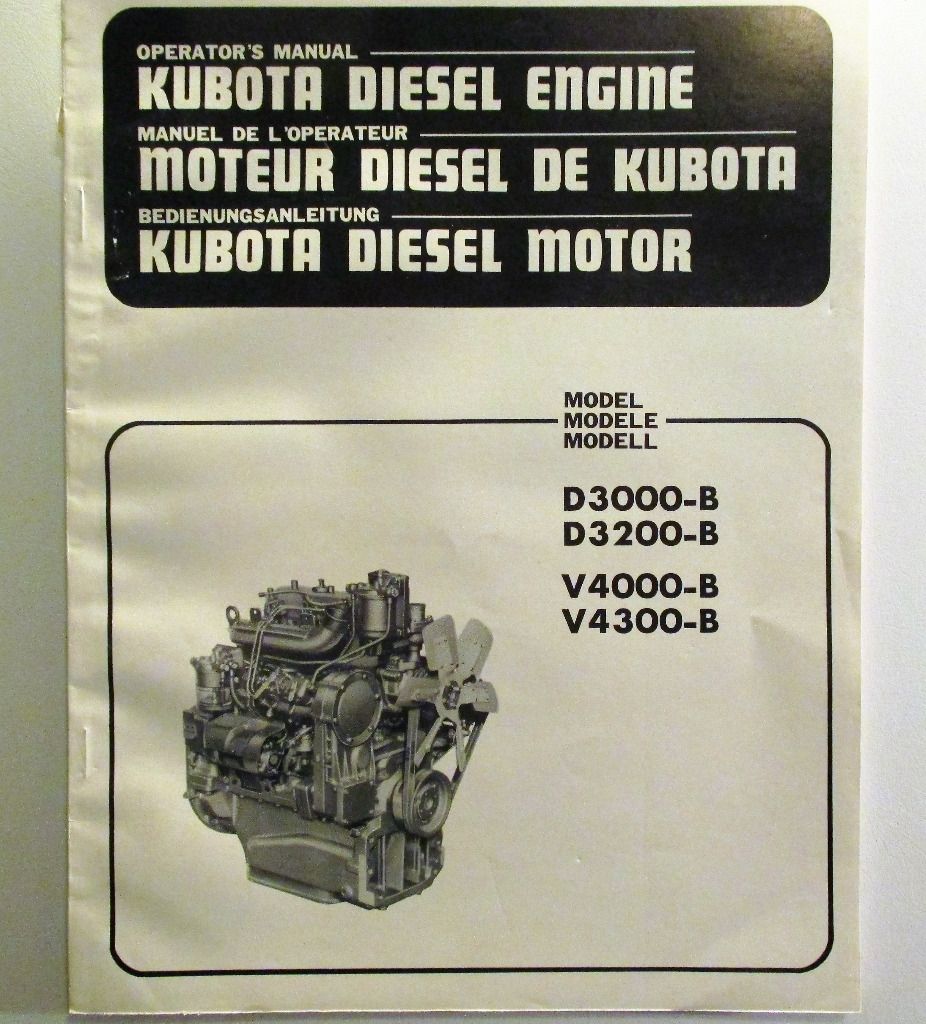 OPERATOR'S MANUAL
KUBOTA DIESEL ENGINE
MANUEL DE L'OPERATEUR
MOTEUR DIESEL DE KUBOTA
BEDIENUNGSANLEITUNG
KUBOTA DIESEL MOTOR
MODEL
MODELE
MODELL
D3000-B
D3200-B
V4000-B
V4300-B